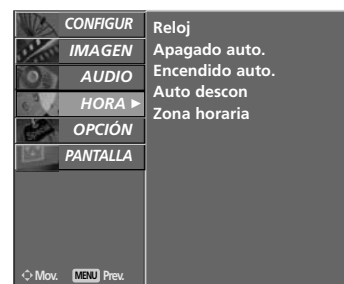 CONFIGUR
IMAGEN
AUDIO
HORA
OPCIÓN
PANTALLA
Reloj
Apagado auto.
Encendido auto.
Auto descon
Zona horaria
Mov. MENU Prev.